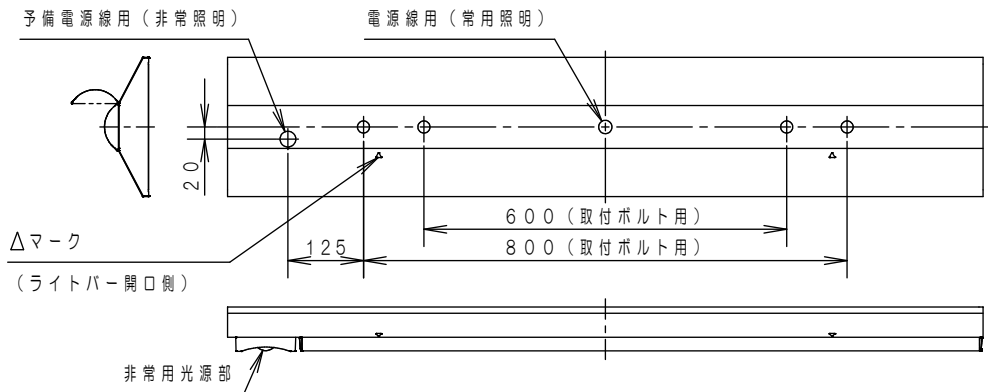 予備電源線用（非常照明）
電源線用（常用照明）
20
600（取付ボルト用）
125
800（取付ボルト用）
△マーク
（ライトバー開口側）
非常用光源部